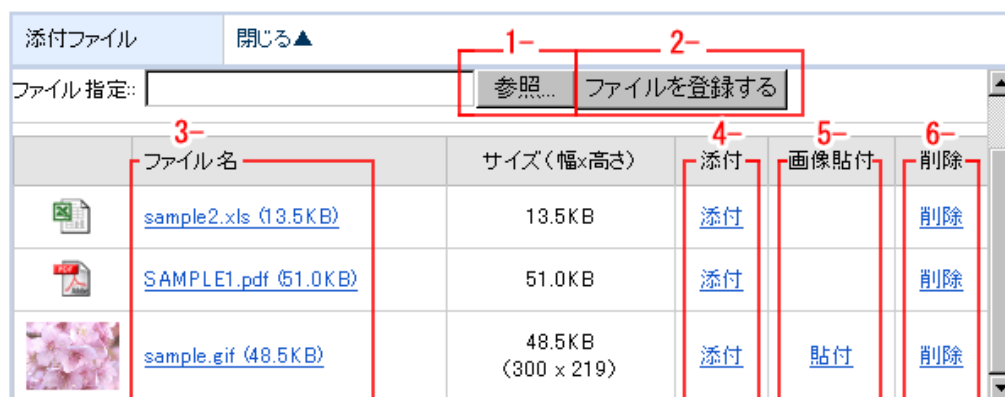 添付ファイル 閉じる▲
1- 2-
ファイル指定:: 参照... ファイルを登録する
3- 4- 5- 6-
ファイル名 サイズ(幅x高さ) 添付 画像貼付 削除
sample2.xls (13.5KB) 13.5KB 添付 削除
PDF SAMPLE1.pdf (51.0KB) 51.0KB 添付 削除
sample.gif (48.5KB) 48.5KB 添付 貼付 削除
(300 x 219)